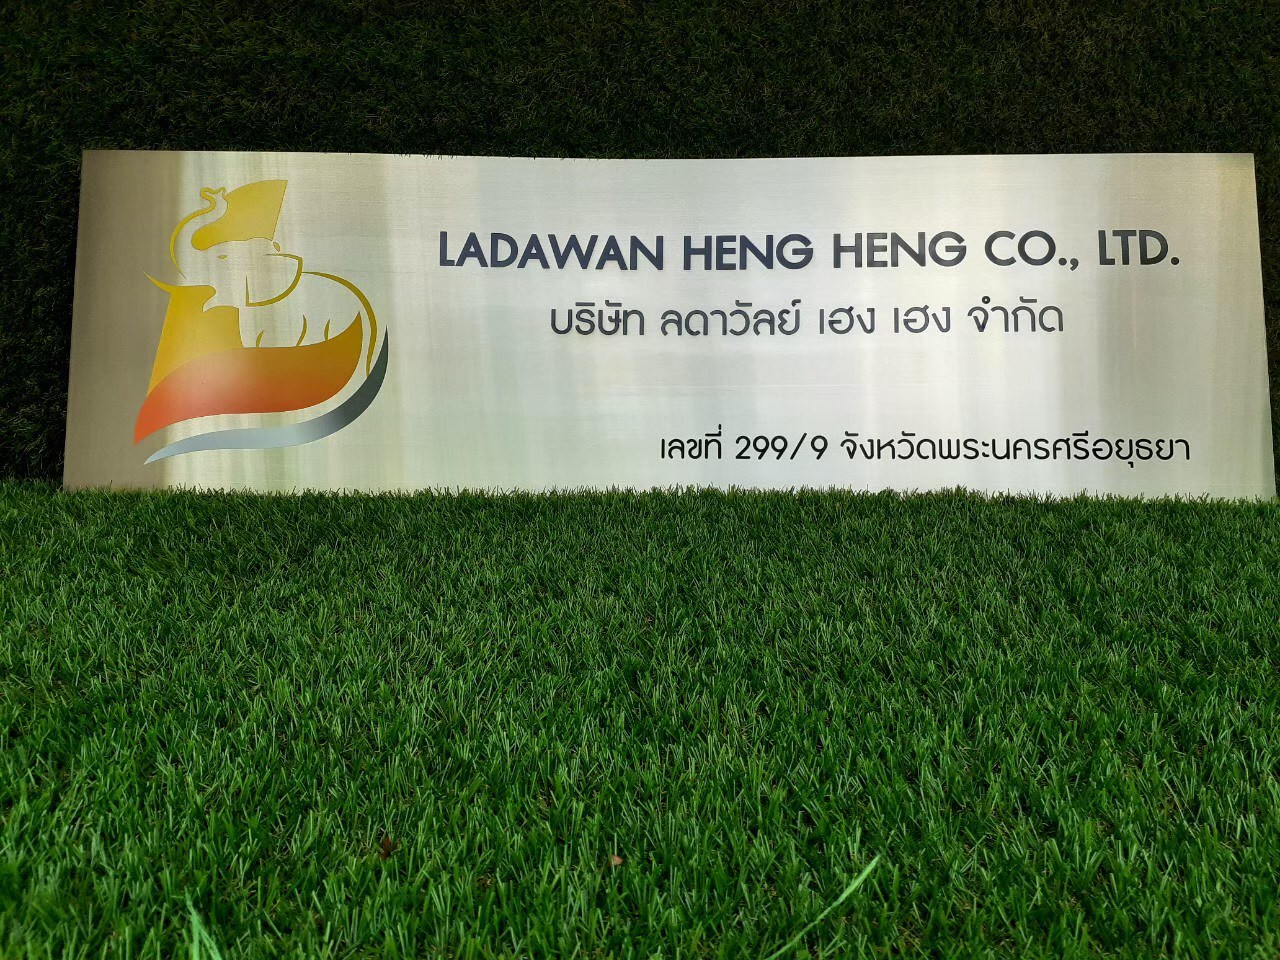 LADAWAN HENG HENG CO., LTD.
บริษัท ลดาวัลย์ เฮง เฮง จำกัด
เลขที่ 299/9 จังหวัดพระนครศรีอยุธยา